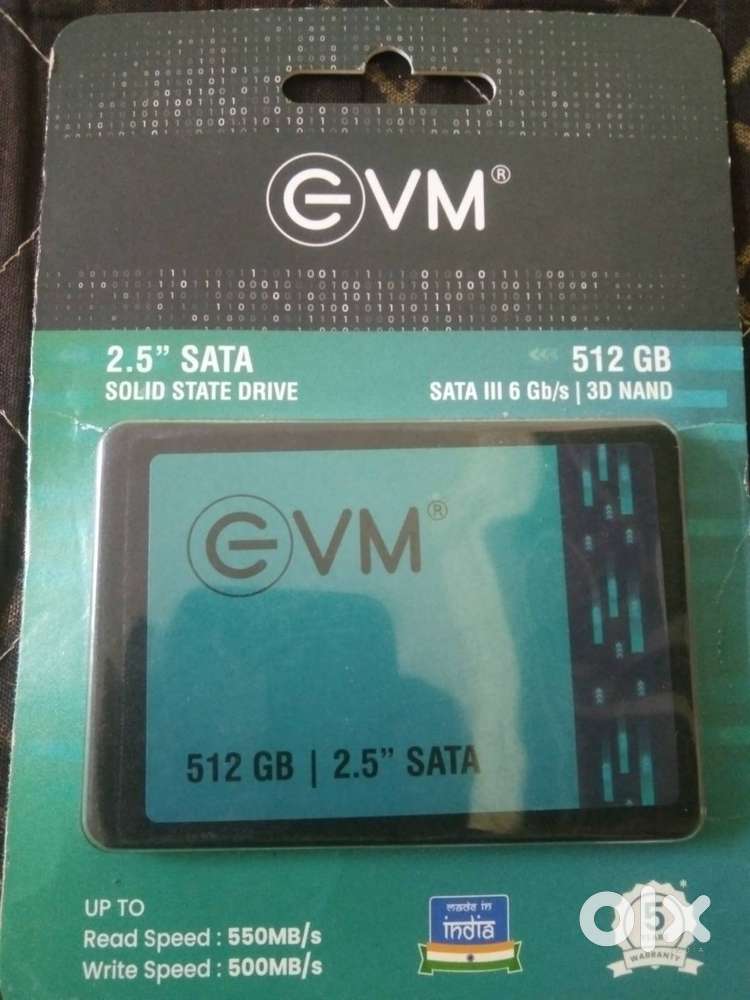 EVM®
2.5” SATA
SOLID STATE DRIVE
512 GB
SATA III 6 Gb/s | 3D NAND
EVM®
512 GB | 2.5” SATA
UP TO
Read Speed : 550MB/s
Write Speed : 500MB/s
made in
india
5
WARRANTY
olx